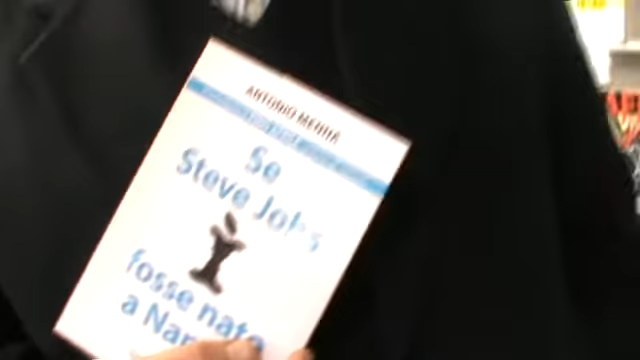 ANTONIO MENNA
Se
Steve Jobs
fosse nato
a Nap